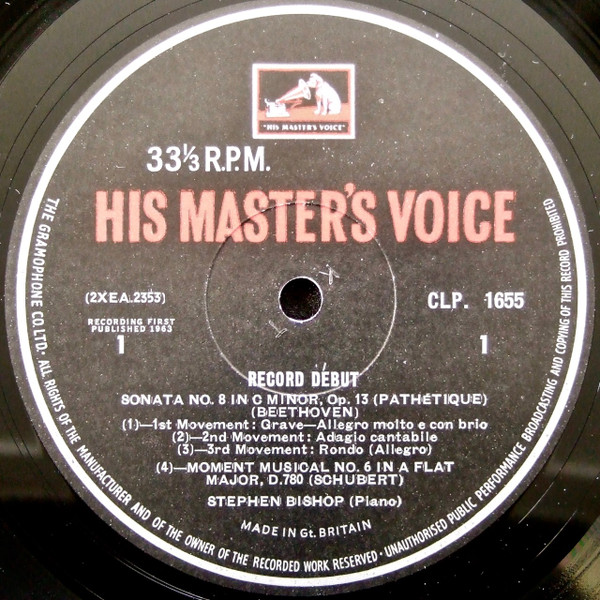 "HIS MASTER'S VOICE"
33⅓ R.P.M.
HIS MASTER'S VOICE
(2XEA.2353)
CLP. 1655
RECORDING FIRST
PUBLISHED 1963
1
1
RECORD DÉBUT
SONATA NO. 8 IN C MINOR, Op. 13 (PATHÉTIQUE)
(BEETHOVEN)
(1)—1st Movement: Grave—Allegro molto e con brio
(2)—2nd Movement: Adagio cantabile
(3)—3rd Movement: Rondo (Allegro)
(4)—MOMENT MUSICAL NO. 6 IN A FLAT
MAJOR, D.780 (SCHUBERT)
STEPHEN BISHOP (Piano)
MADE IN Gt. BRITAIN
THE GRAMOPHONE CO. LTD. · ALL RIGHTS OF THE MANUFACTURER AND OF THE OWNER OF THE RECORDED WORK RESERVED · UNAUTHORISED PUBLIC PERFORMANCE BROADCASTING AND COPYING OF THIS RECORD PROHIBITED